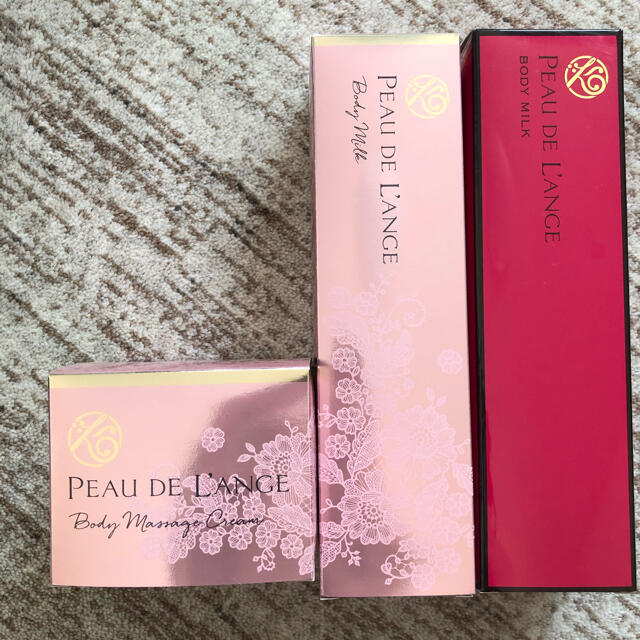 PEAU DE L'ANGE
Body Massage Cream
PEAU DE L'ANGE
Body Milk
PEAU DE L'ANGE
BODY MILK